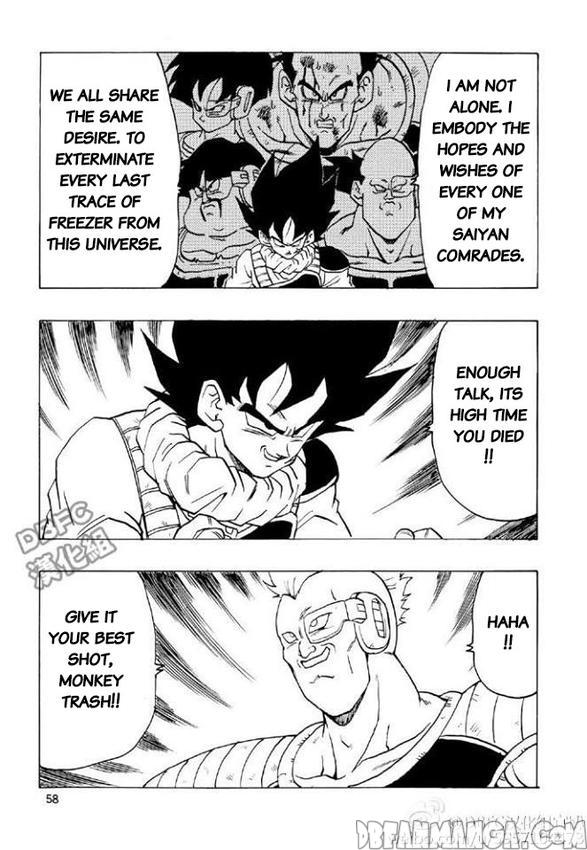 I AM NOT
ALONE. I
EMBODY THE
HOPES AND
WISHES OF
EVERY ONE
OF MY
SAIYAN
COMRADES.
WE ALL SHARE
THE SAME
DESIRE. TO
EXTERMINATE
EVERY LAST
TRACE OF
FREEZER FROM
THIS UNIVERSE.
ENOUGH
TALK, ITS
HIGH TIME
YOU DIED
!!
DBFC
漢化組
HAHA
!!
GIVE IT
YOUR BEST
SHOT,
MONKEY
TRASH!!
58
DBFANMANGA.COM